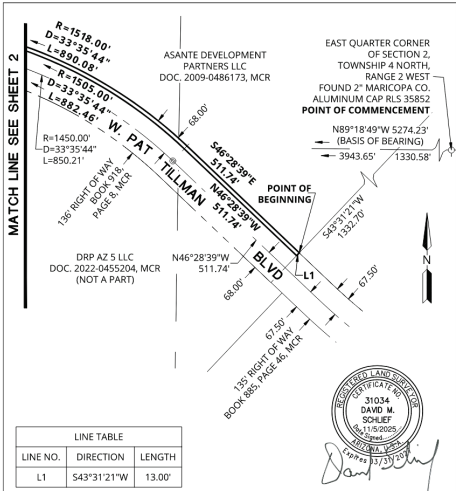 MATCH LINE SEE SHEET 2
R=1518.00'
D=33°35'44"
L=890.08'
R=1505.00'
D=33°35'44"
L=882.46'
R=1450.00'
D=33°35'44"
L=850.21'
ASANTE DEVELOPMENT
PARTNERS LLC
DOC. 2009-0486173, MCR
EAST QUARTER CORNER
OF SECTION 2,
TOWNSHIP 4 NORTH,
RANGE 2 WEST
FOUND 2" MARICOPA CO.
ALUMINUM CAP RLS 35852
POINT OF COMMENCEMENT
N89°18'49"W 5274.23'
(BASIS OF BEARING)
3943.65' 1330.58'
68.00'
S46°28'39"E
511.74'
N46°28'39"W
511.74'
W. PAT TILLMAN BLVD
136' RIGHT OF WAY
BOOK 918,
PAGE 8, MCR
POINT OF
BEGINNING
S43°31'21"W
1332.70'
L1
N
DRP AZ 5 LLC
DOC. 2022-0455204, MCR
(NOT A PART)
N46°28'39"W
511.74'
68.00'
67.50'
67.50'
135' RIGHT OF WAY
BOOK 885, PAGE 46, MCR
REGISTERED LAND SURVEYOR
CERTIFICATE NO.
31034
DAVID M.
SCHLIEF
11/5/2025
Date Signed
ARIZONA, U.S.A.
Expires 03/31/2027
LINE TABLE
LINE NO. DIRECTION LENGTH
L1 S43°31'21"W 13.00'